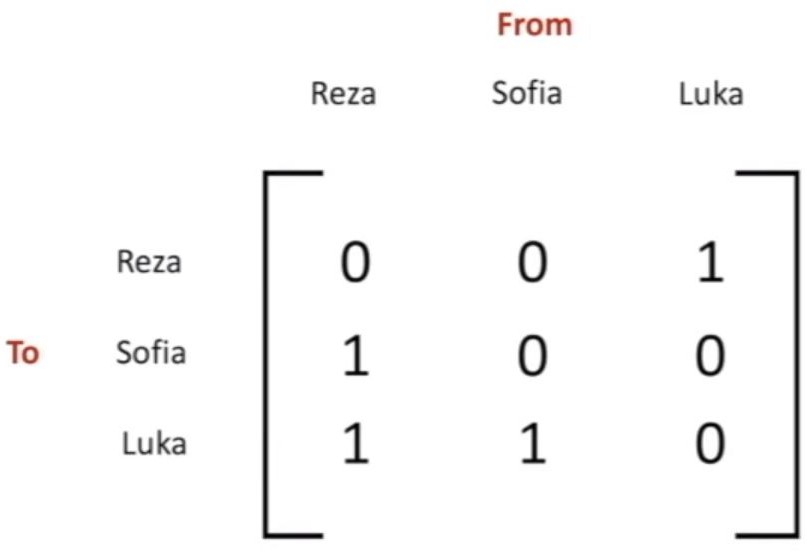 From
Reza Sofia Luka
Reza 0 0 1
To Sofia 1 0 0
Luka 1 1 0